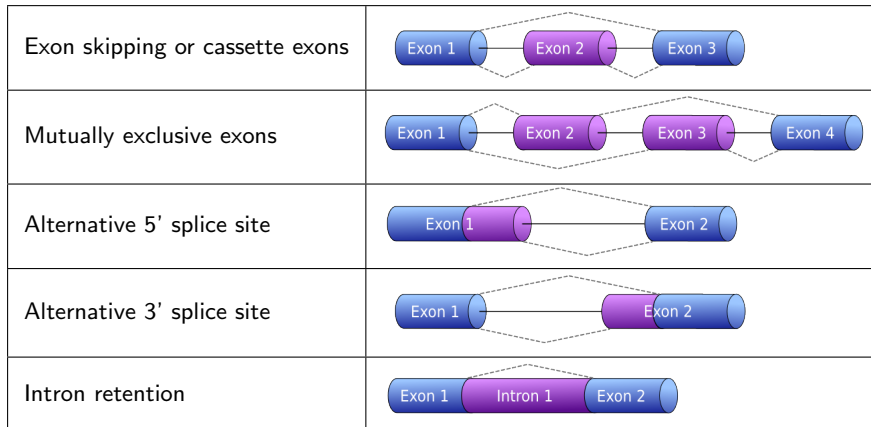 Exon skipping or cassette exons
Exon 1 Exon 2 Exon 3
Mutually exclusive exons
Exon 1 Exon 2 Exon 3 Exon 4
Alternative 5' splice site
Exon 1 Exon 2
Alternative 3' splice site
Exon 1 Exon 2
Intron retention
Exon 1 Intron 1 Exon 2